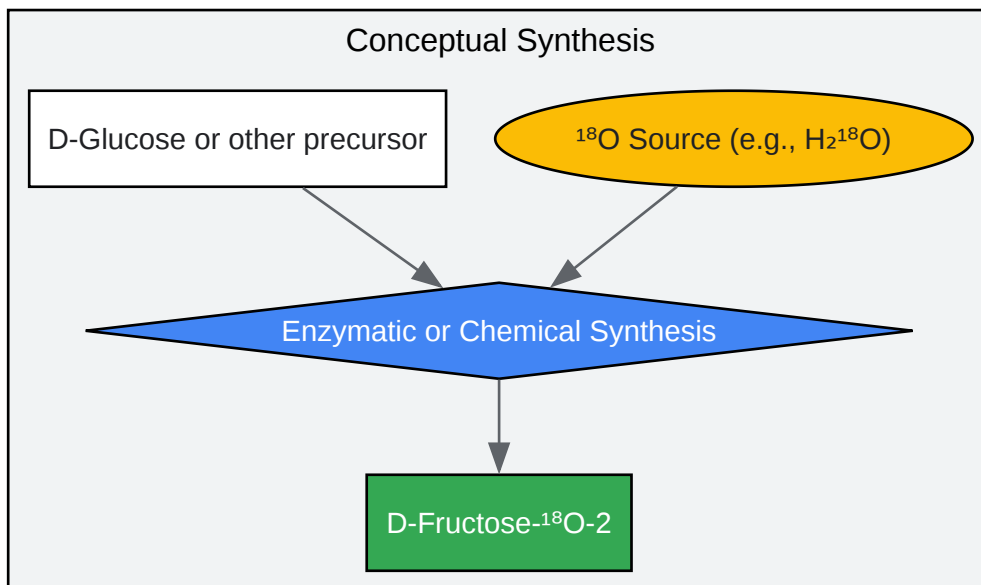 Conceptual Synthesis
D-Glucose or other precursor
¹⁸O Source (e.g., H₂¹⁸O)
Enzymatic or Chemical Synthesis
D-Fructose-¹⁸O-2